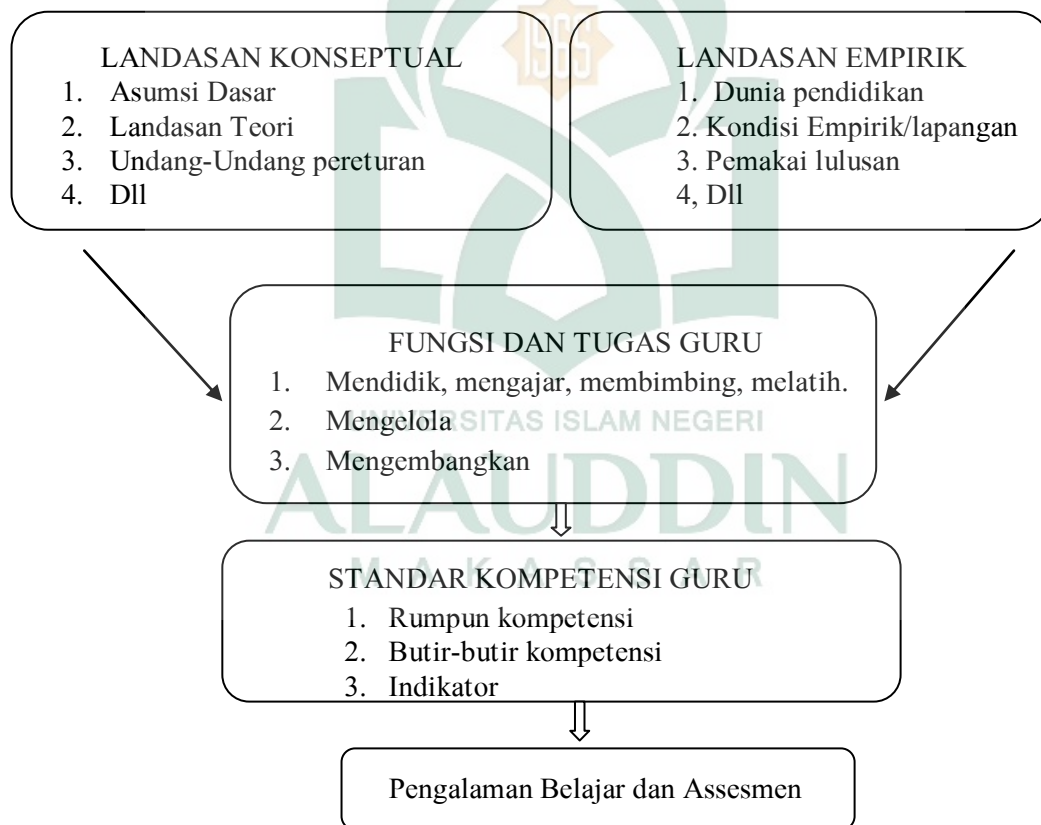 LANDASAN KONSEPTUAL
1. Asumsi Dasar
2. Landasan Teori
3. Undang-Undang pereturan
4. Dll
LANDASAN EMPIRIK
1. Dunia pendidikan
2. Kondisi Empirik/lapangan
3. Pemakai lulusan
4, Dll
1965
FUNGSI DAN TUGAS GURU
1. Mendidik, mengajar, membimbing, melatih.
2. Mengelola
3. Mengembangkan
UNIVERSITAS ISLAM NEGERI
ALAUDDIN
MAKASSAR
STANDAR KOMPETENSI GURU
1. Rumpun kompetensi
2. Butir-butir kompetensi
3. Indikator
Pengalaman Belajar dan Assesmen